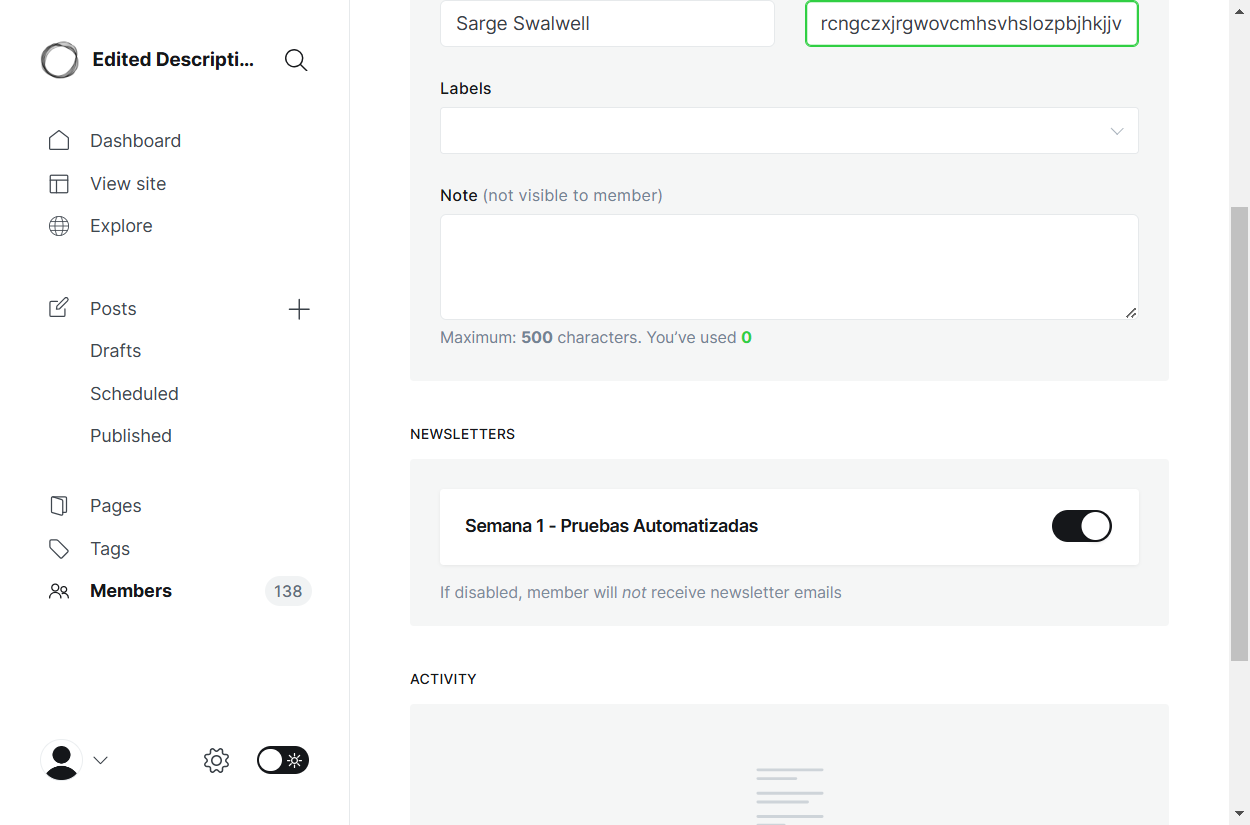 Edited Descripti...
Dashboard
View site
Explore
Posts
Drafts
Scheduled
Published
Pages
Tags
Members 138
Sarge Swalwell rcngczxjrgwovcmhsvhslozpbjhkjjv
Labels
Note (not visible to member)
Maximum: 500 characters. You’ve used 0
NEWSLETTERS
Semana 1 - Pruebas Automatizadas
If disabled, member will not receive newsletter emails
ACTIVITY